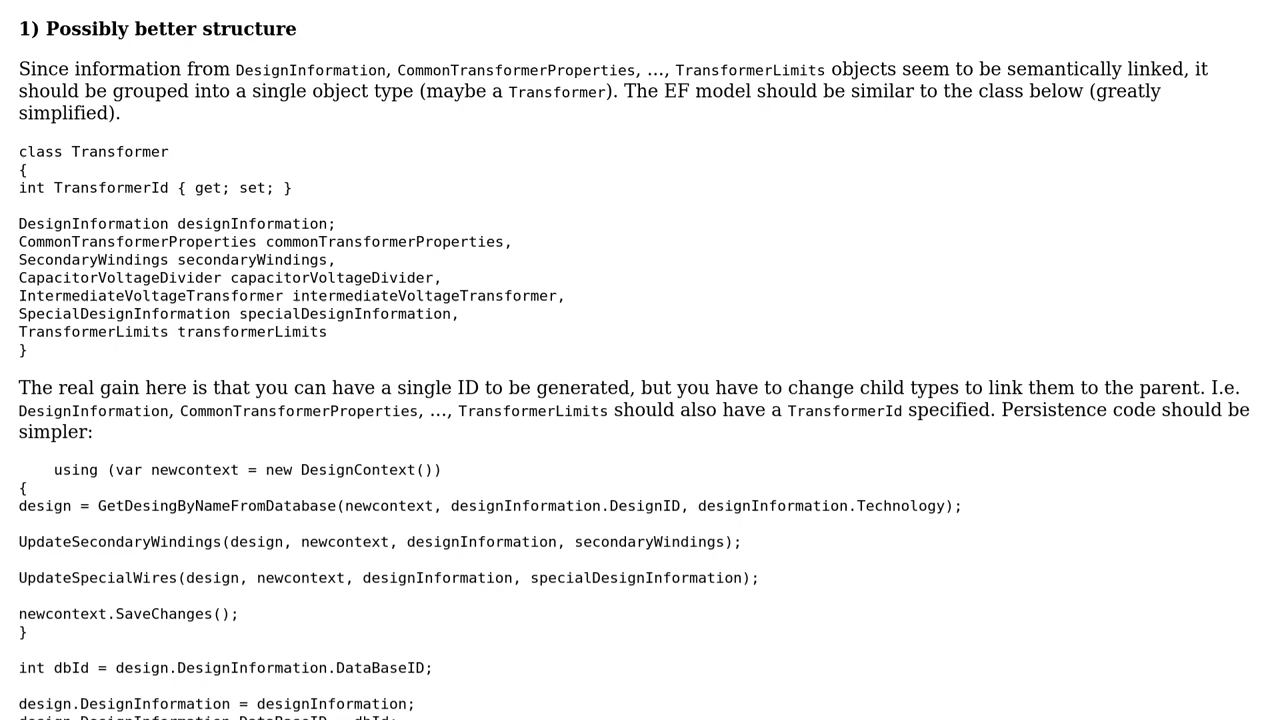 1) Possibly better structure
Since information from DesignInformation, CommonTransformerProperties, ..., TransformerLimits objects seem to be semantically linked, it
should be grouped into a single object type (maybe a Transformer). The EF model should be similar to the class below (greatly
simplified).
class Transformer
{
int TransformerId { get; set; }
DesignInformation designInformation;
CommonTransformerProperties commonTransformerProperties,
SecondaryWindings secondaryWindings,
CapacitorVoltageDivider capacitorVoltageDivider,
IntermediateVoltageTransformer intermediateVoltageTransformer,
SpecialDesignInformation specialDesignInformation,
TransformerLimits transformerLimits
}
The real gain here is that you can have a single ID to be generated, but you have to change child types to link them to the parent. I.e.
DesignInformation, CommonTransformerProperties, ..., TransformerLimits should also have a TransformerId specified. Persistence code should be
simpler:
using (var newcontext = new DesignContext())
{
design = GetDesingByNameFromDatabase(newcontext, designInformation.DesignID, designInformation.Technology);
UpdateSecondaryWindings(design, newcontext, designInformation, secondaryWindings);
UpdateSpecialWires(design, newcontext, designInformation, specialDesignInformation);
newcontext.SaveChanges();
}
int dbId = design.DesignInformation.DataBaseID;
design.DesignInformation = designInformation;
design.DesignInformation.DataBaseID = dbId;